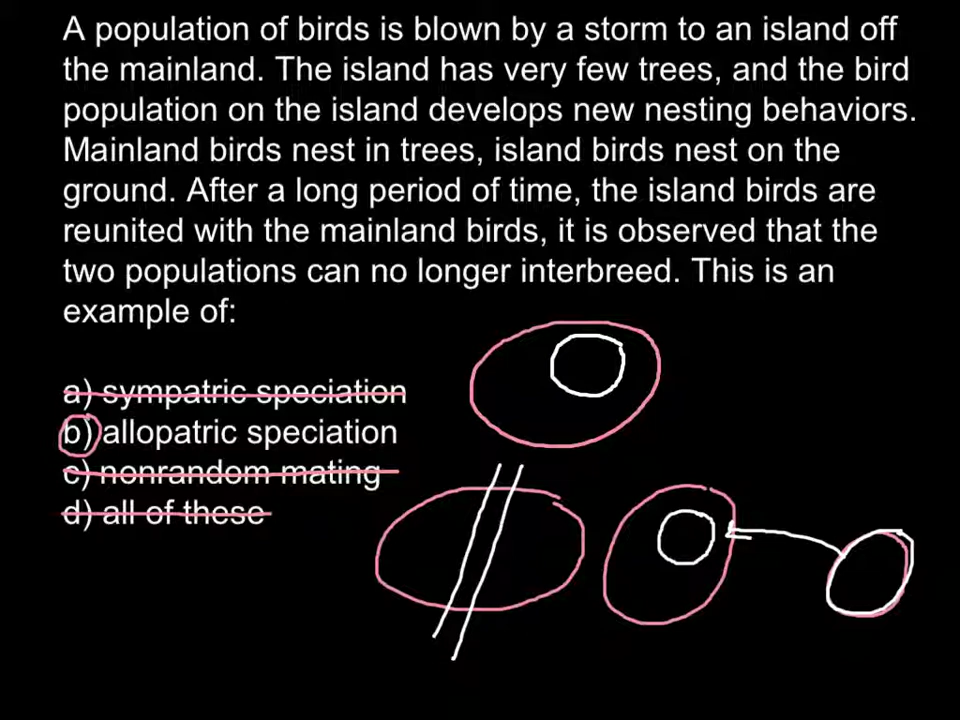 A population of birds is blown by a storm to an island off
the mainland. The island has very few trees, and the bird
population on the island develops new nesting behaviors.
Mainland birds nest in trees, island birds nest on the
ground. After a long period of time, the island birds are
reunited with the mainland birds, it is observed that the
two populations can no longer interbreed. This is an
example of:
a) sympatric speciation
b) allopatric speciation
c) nonrandom mating
d) all of these